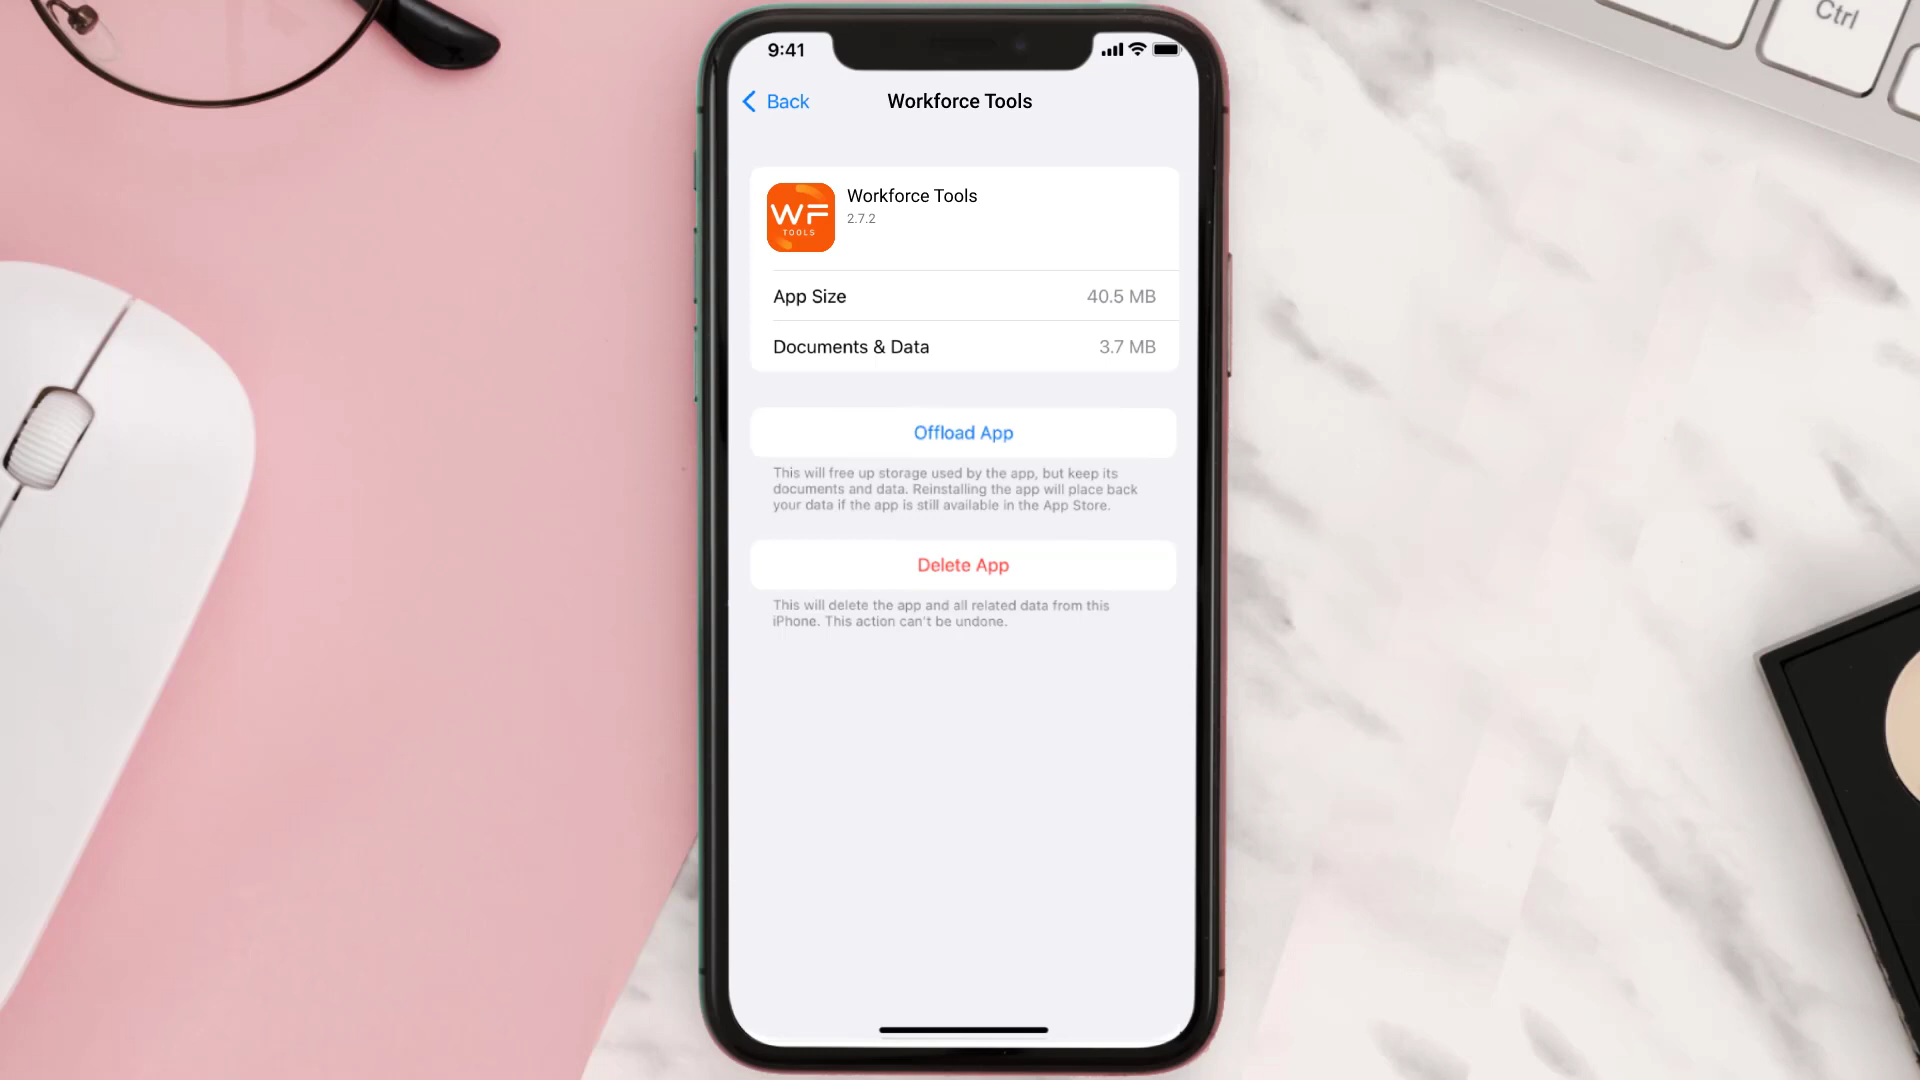 Ctrl
9:41
Back
Workforce Tools
WF
TOOLS
Workforce Tools
2.7.2
App Size 40.5 MB
Documents & Data 3.7 MB
Offload App
This will free up storage used by the app, but keep its
documents and data. Reinstalling the app will place back
your data if the app is still available in the App Store.
Delete App
This will delete the app and all related data from this
iPhone. This action can't be undone.